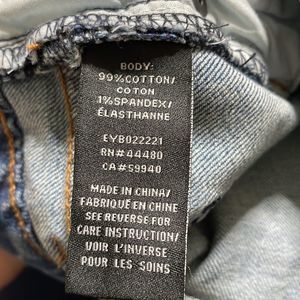 BODY:
99%COTTON/
COTON
1%SPANDEX/
ÉLASTHANNE
EYB022221
RN#44480
CA#59940
MADE IN CHINA/
FABRIQUÉ EN CHINE
SEE REVERSE FOR
CARE INSTRUCTION/
VOIR L'INVERSE
POUR LES SOINS